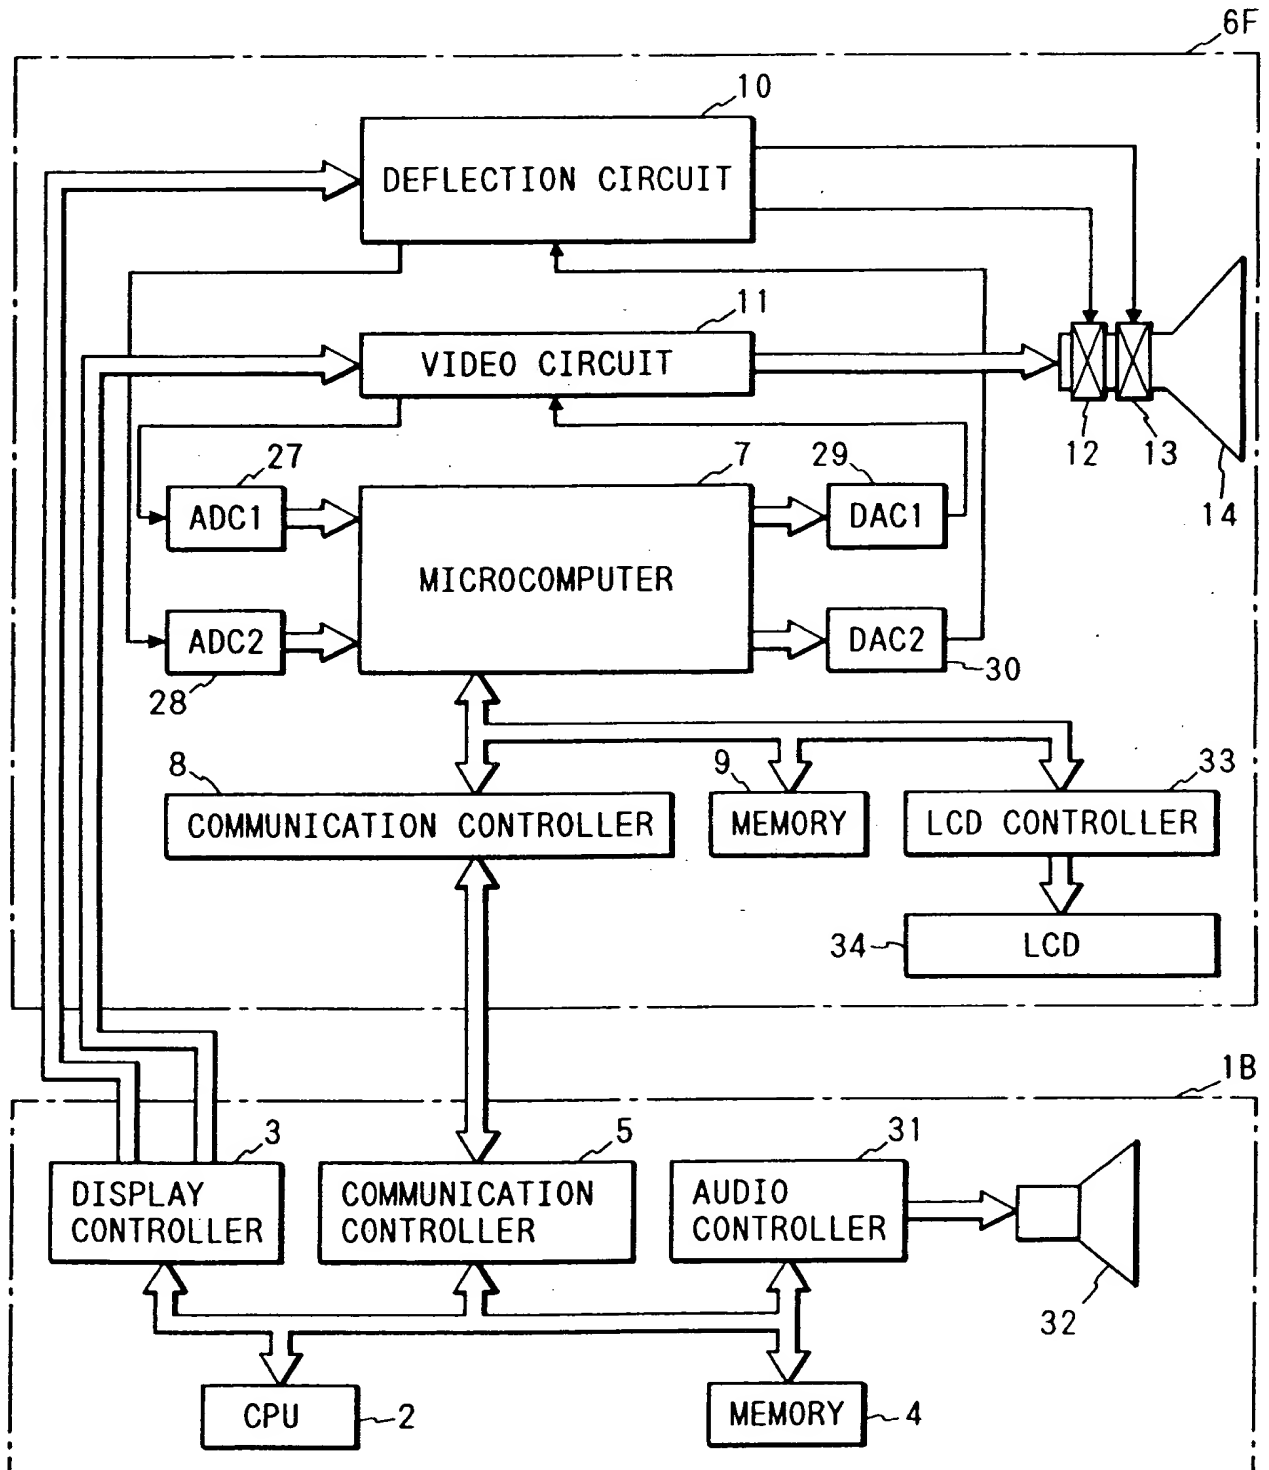 6F
10
DEFLECTION CIRCUIT
11
VIDEO CIRCUIT
12
13
14
27
7
29
ADC1
DAC1
MICROCOMPUTER
ADC2
DAC2
28
30
8
9
33
COMMUNICATION CONTROLLER
MEMORY
LCD CONTROLLER
34
LCD
1B
3
5
31
DISPLAY
CONTROLLER
COMMUNICATION
CONTROLLER
AUDIO
CONTROLLER
32
CPU
2
MEMORY
4